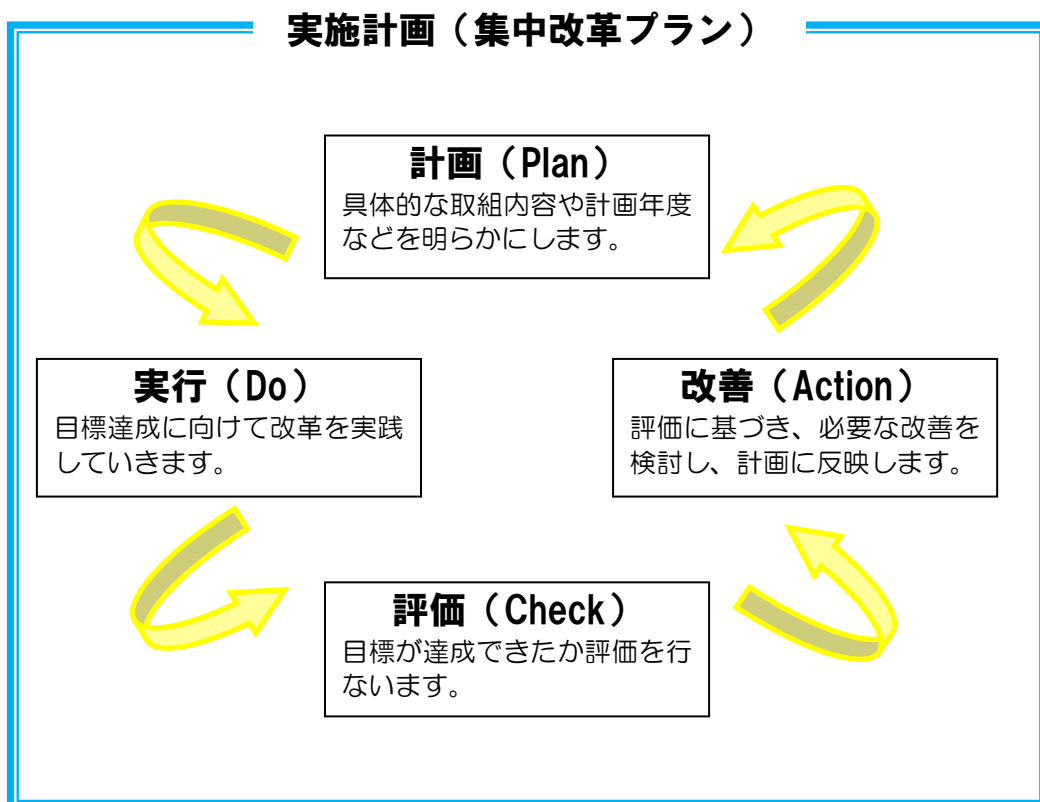 実施計画（集中改革プラン）
計画（Plan）
具体的な取組内容や計画年度
などを明らかにします。
実行（Do）
目標達成に向けて改革を実践
していきます。
改善（Action）
評価に基づき、必要な改善を
検討し、計画に反映します。
評価（Check）
目標が達成できたか評価を行
ないます。